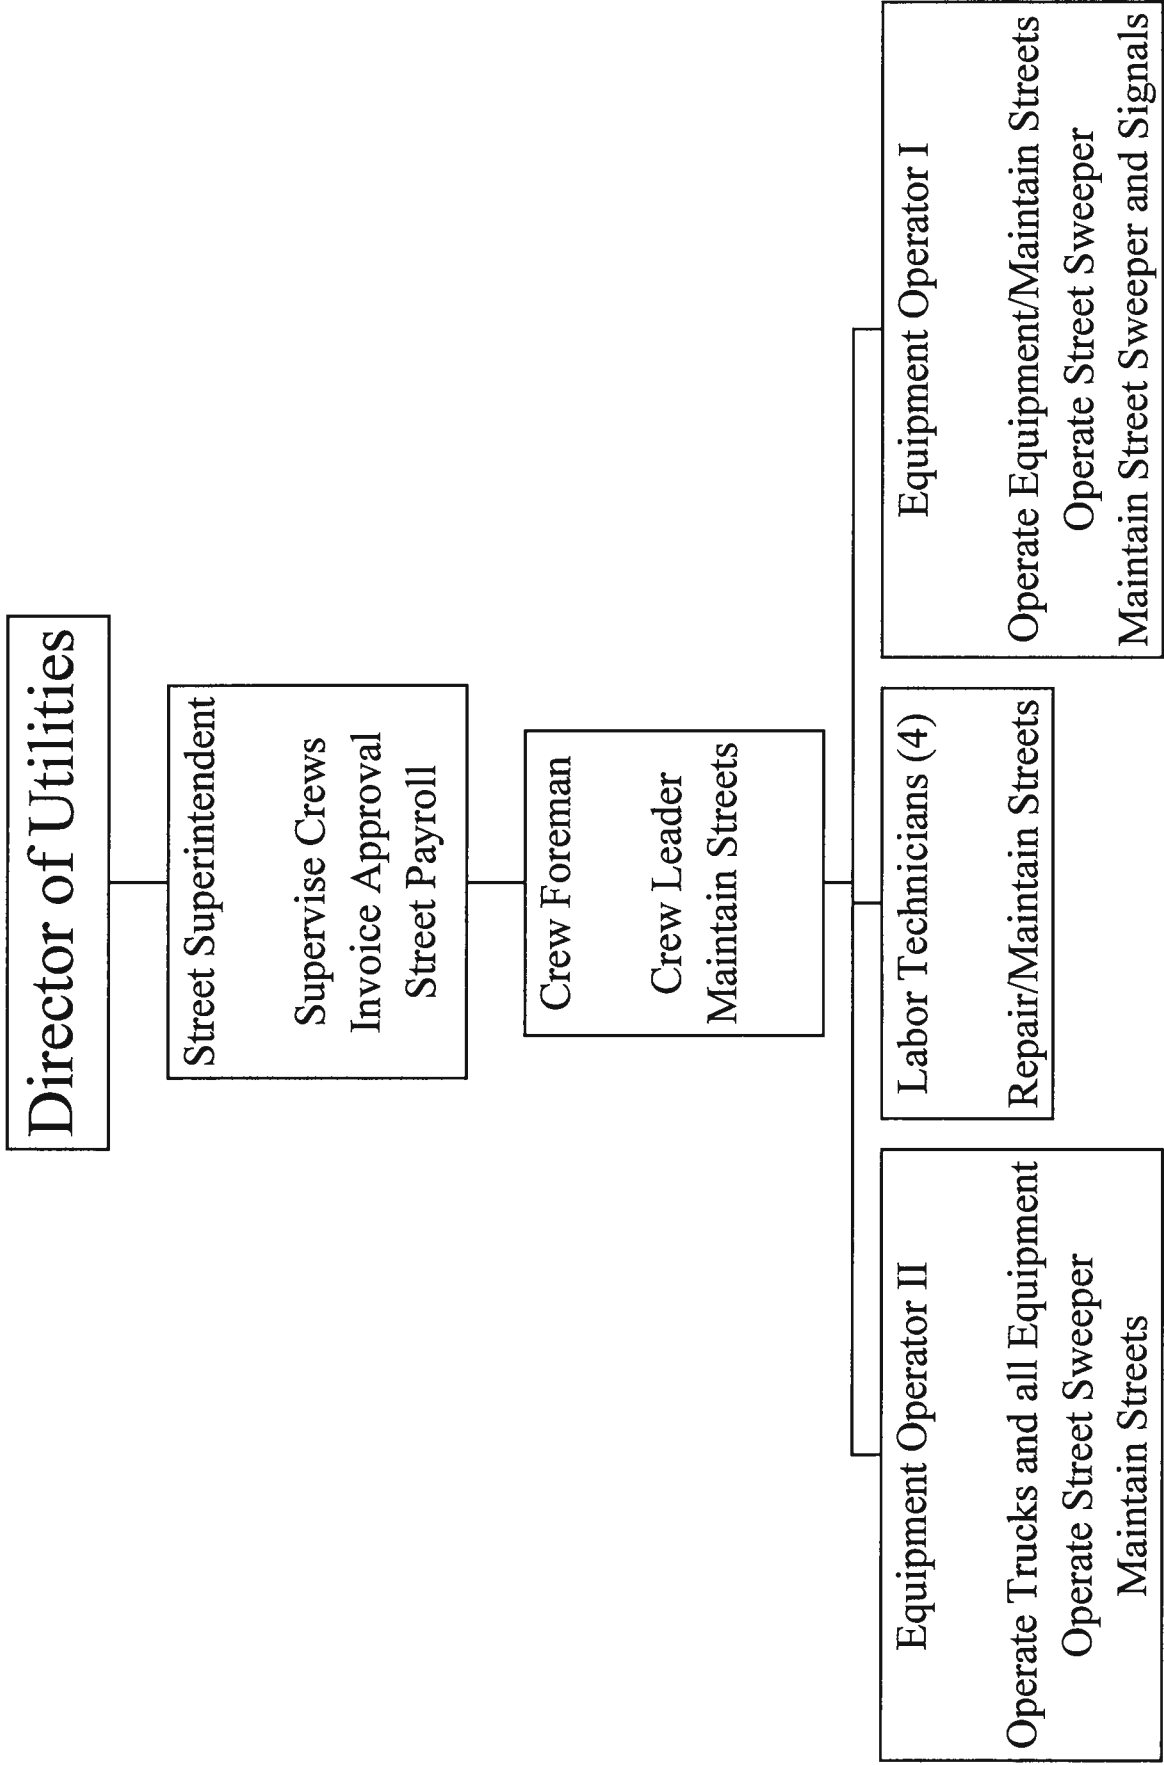 Director of Utilities
Street Superintendent
Supervise Crews
Invoice Approval
Street Payroll
Crew Foreman
Crew Leader
Maintain Streets
Equipment Operator II
Operate Trucks and all Equipment
Operate Street Sweeper
Maintain Streets
Labor Technicians (4)
Repair/Maintain Streets
Equipment Operator I
Operate Equipment/Maintain Streets
Operate Street Sweeper
Maintain Street Sweeper and Signals